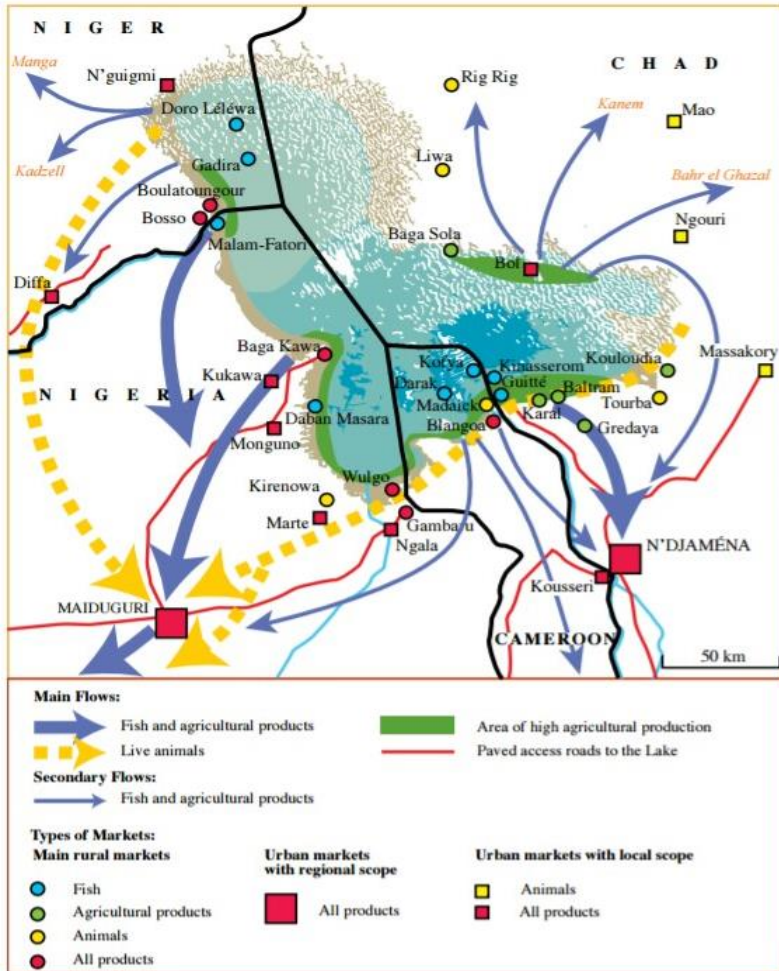 NIGER
CHAD
Manga
N'guigmi
Rig Rig
Kanem
Mao
Doro Léléwa
Kadzell
Gadira
Liwa
Bahr el Ghazal
Boulatoungour
Bosso
Malam-Fatori
Baga Sola
Ngouri
Bol
Diffa
Baga Kawa
Kofya
Kinasserom
Kouloudia
Massakory
Kukawa
Darak
Guitté
Baltram
NIGERIA
Daban Masara
Madaiek
Karal
Tourba
Blangoa
Gredaya
Monguno
Kirenowa
Wulgo
Marte
Gambaru
Ngala
N'DJAMÉNA
Kousseri
MAIDUGURI
CAMEROON
50 km
Main Flows:
Fish and agricultural products
Area of high agricultural production
Live animals
Paved access roads to the Lake
Secondary Flows:
Fish and agricultural products
Types of Markets:
Main rural markets
Urban markets
with regional scope
Urban markets with local scope
Fish
Agricultural products
Animals
All products
All products
Animals
All products